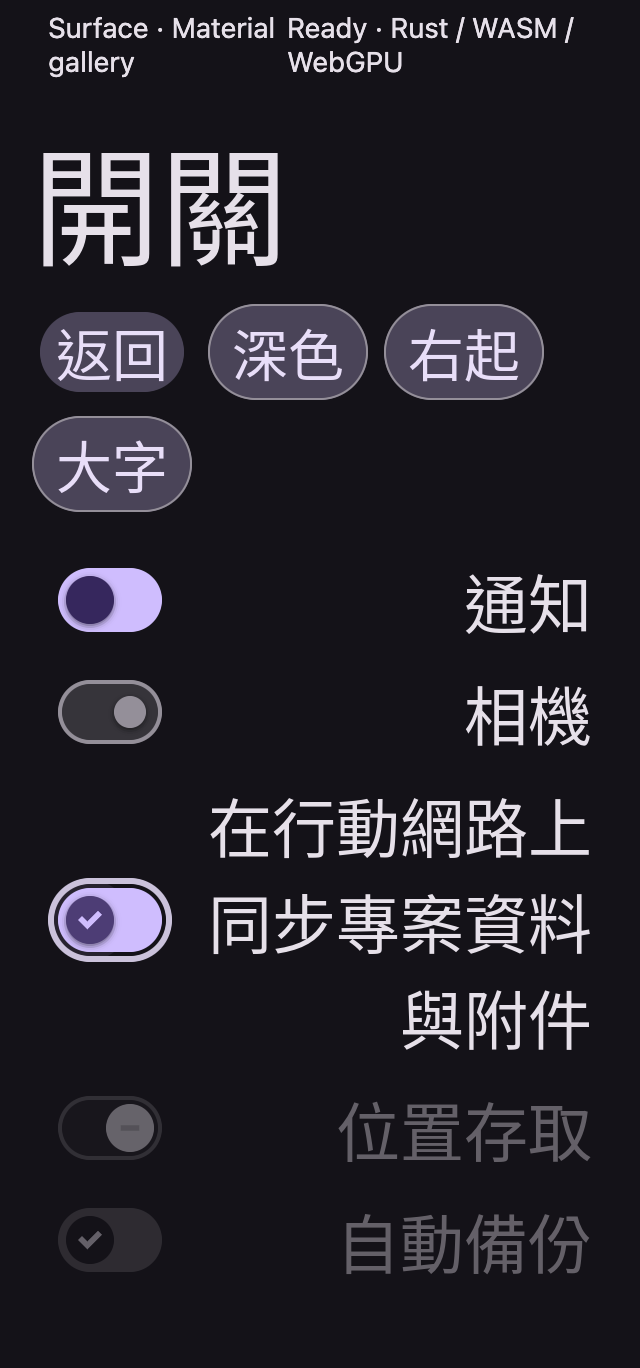 Surface · Material gallery
Ready · Rust / WASM / WebGPU
開關
返回
深色
右起
大字
通知
相機
在行動網路上
同步專案資料
與附件
位置存取
自動備份